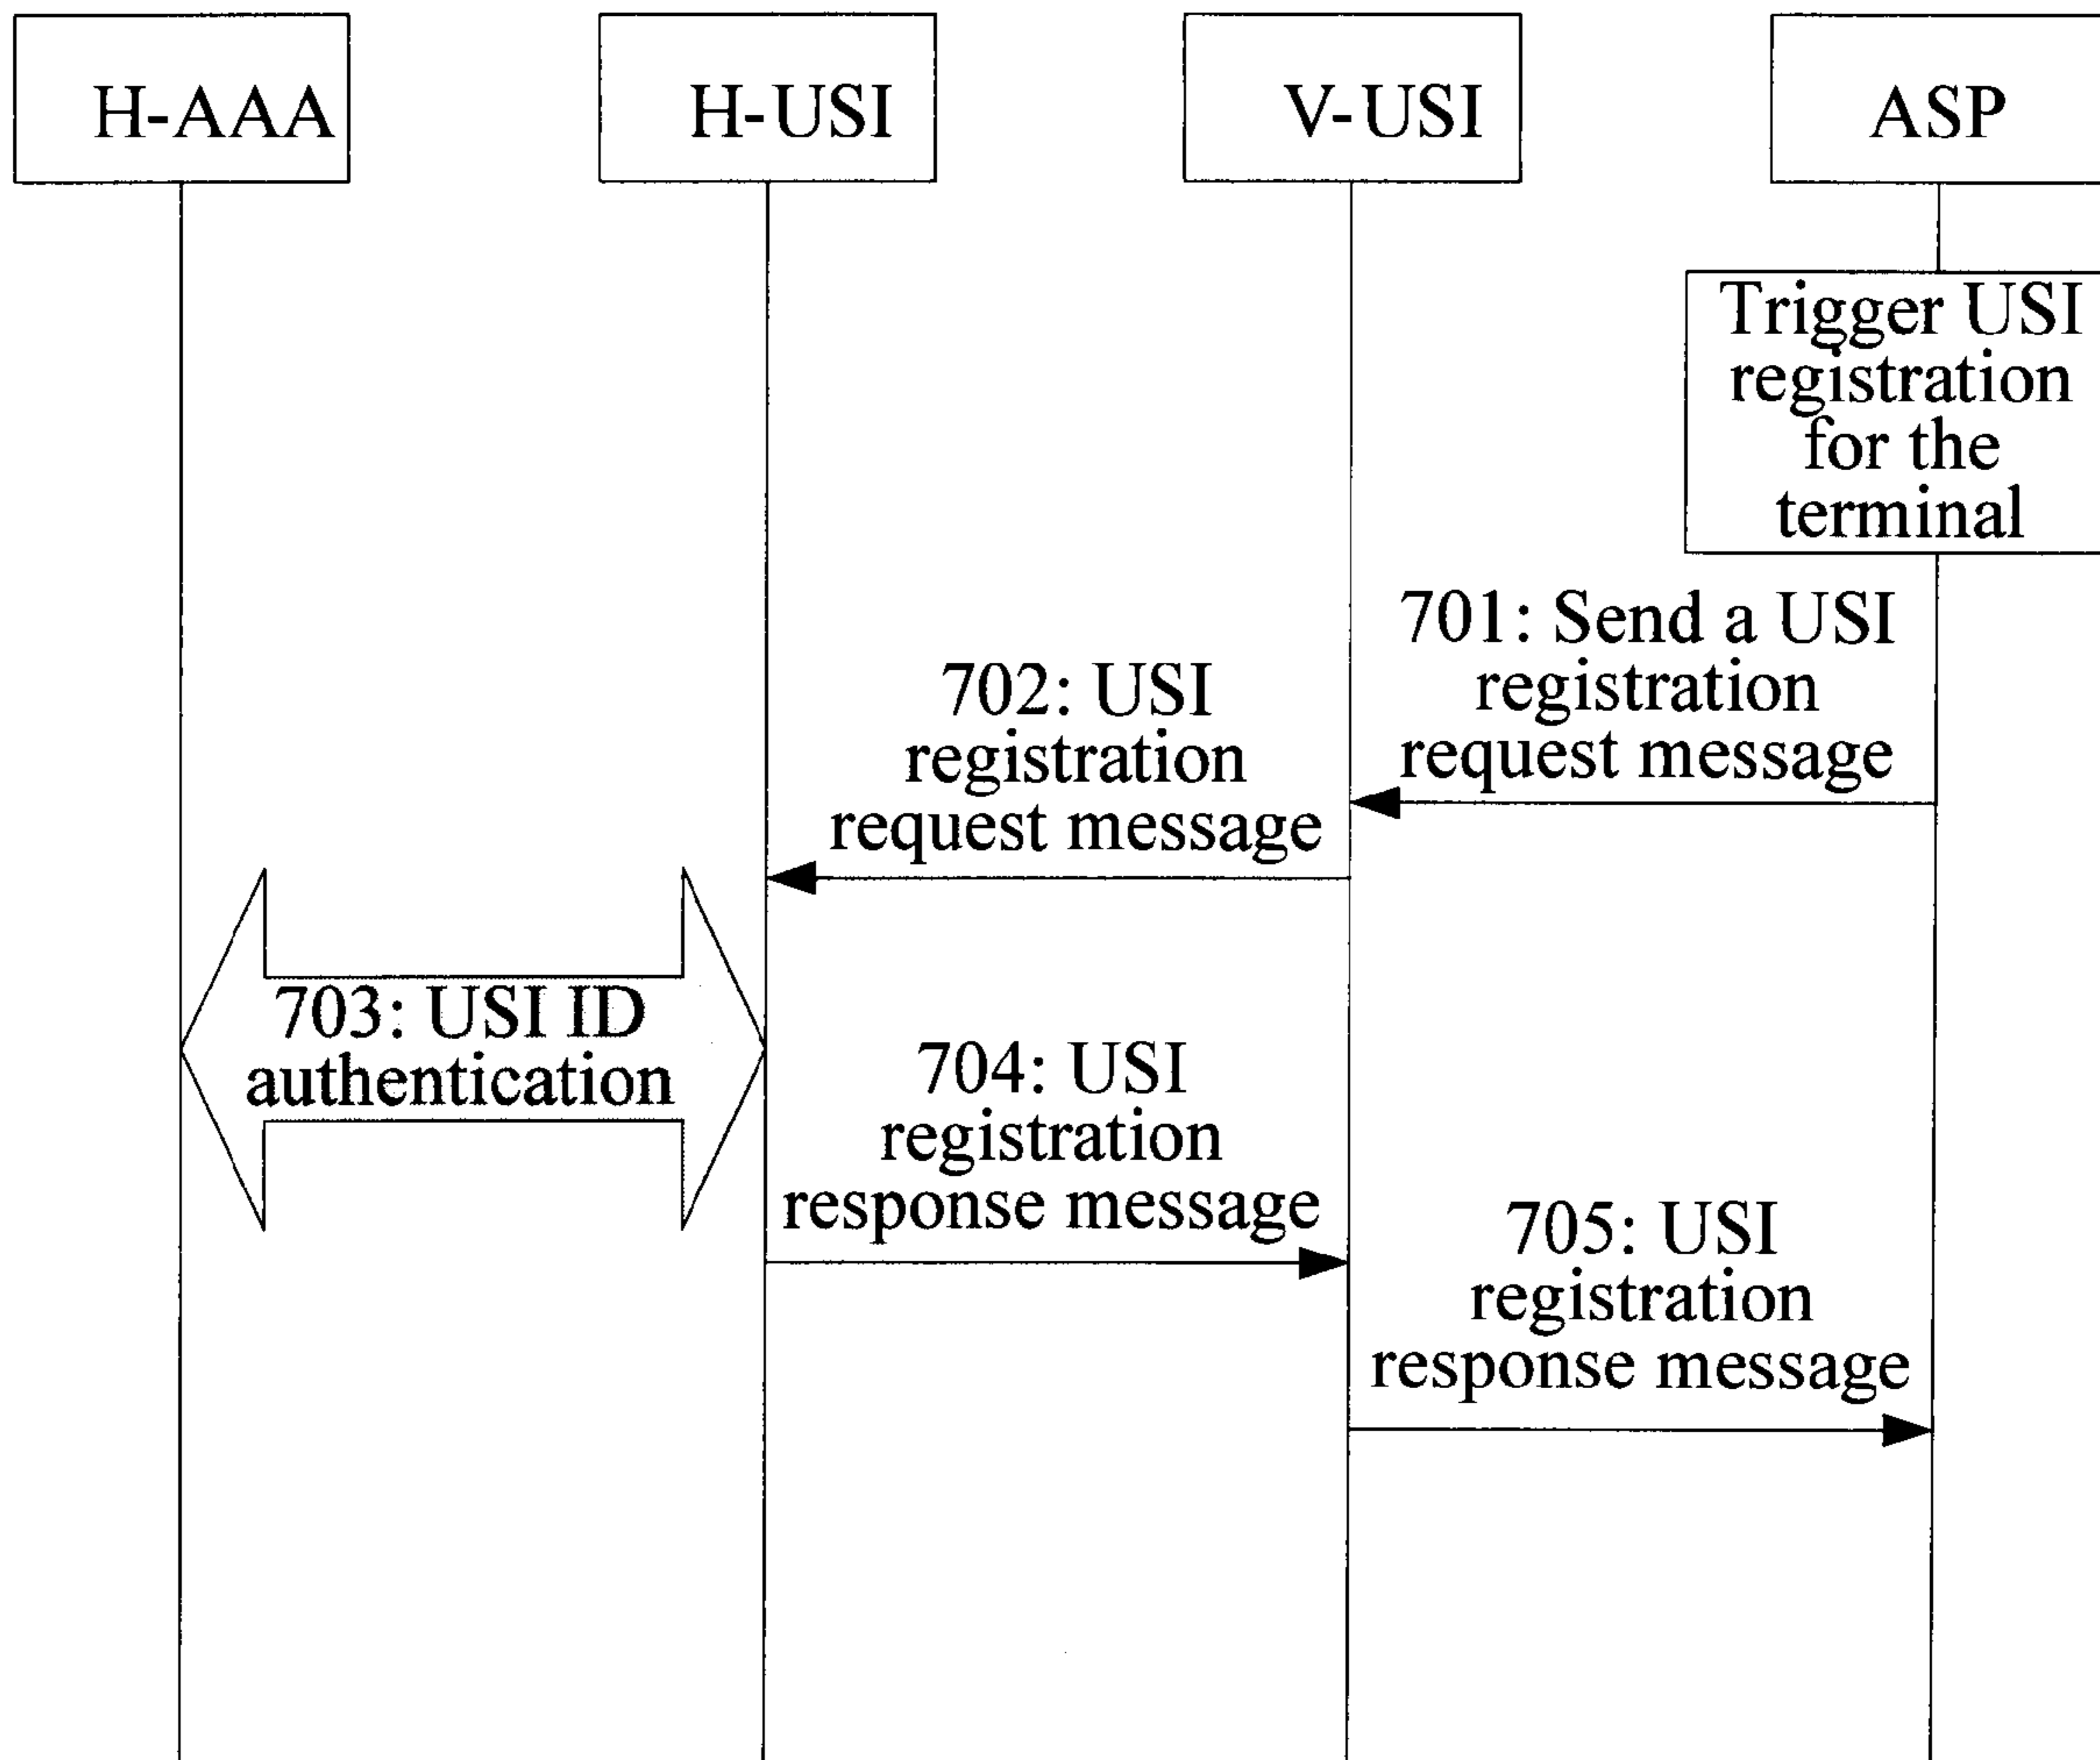 H-AAA
H-USI
V-USI
ASP
Trigger USI
registration
for the
terminal
701: Send a USI
registration
request message
702: USI
registration
request message
703: USI ID
authentication
704: USI
registration
response message
705: USI
registration
response message